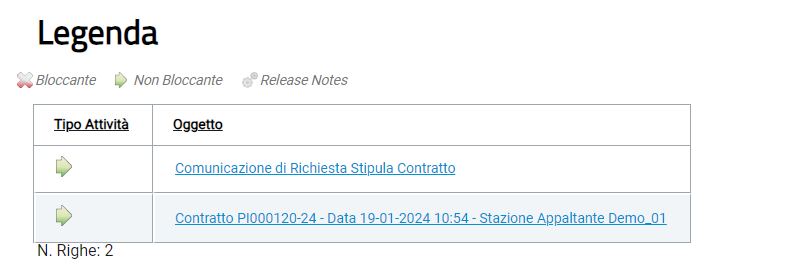 Legenda
Bloccante Non Bloccante Release Notes
Tipo Attività Oggetto
Comunicazione di Richiesta Stipula Contratto
Contratto PI000120-24 - Data 19-01-2024 10:54 - Stazione Appaltante Demo_01
N. Righe: 2